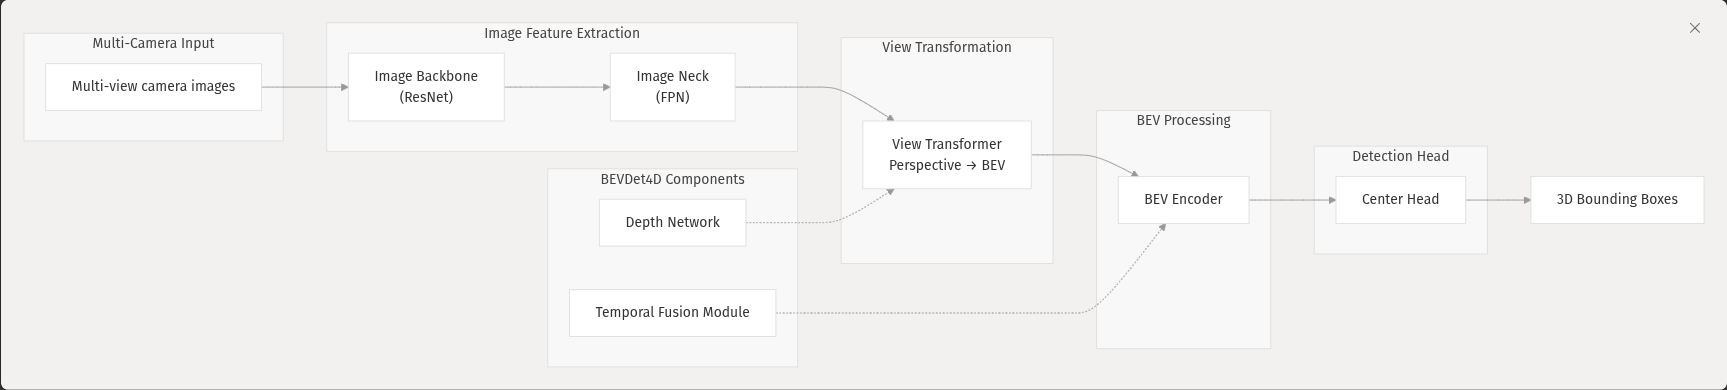 Multi-Camera Input
Multi-view camera images
Image Feature Extraction
Image Backbone
(ResNet)
Image Neck
(FPN)
BEVDet4D Components
Depth Network
Temporal Fusion Module
View Transformation
View Transformer
Perspective → BEV
BEV Processing
BEV Encoder
Detection Head
Center Head
3D Bounding Boxes